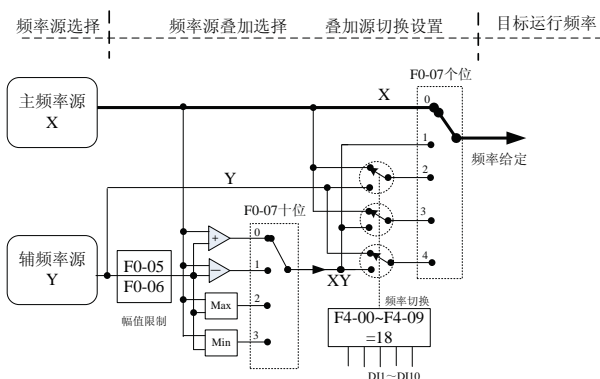 频率源选择
频率源叠加选择
叠加源切换设置
目标运行频率
F0-07个位
主频率源
X
X
0
1
频率给定
2
Y
F0-07十位
3
辅频率源
Y
F0-05
F0-06
幅值限制
+
—
Max
Min
0
1
2
3
XY
4
频率切换
F4-00~F4-09
=18
DI1～DI10